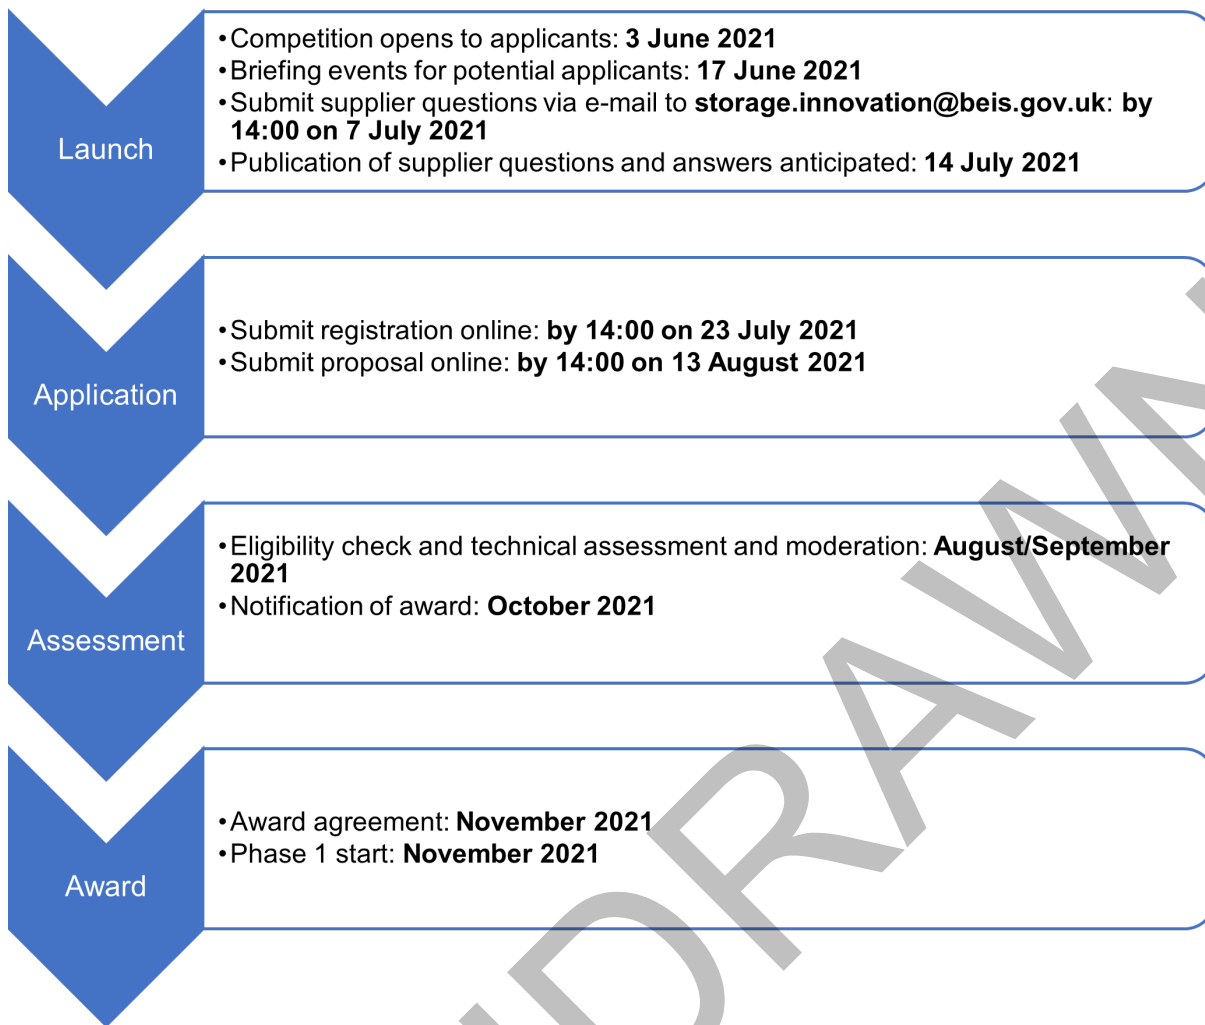 Launch
•Competition opens to applicants: 3 June 2021
•Briefing events for potential applicants: 17 June 2021
•Submit supplier questions via e-mail to storage.innovation@beis.gov.uk: by
14:00 on 7 July 2021
•Publication of supplier questions and answers anticipated: 14 July 2021
Application
•Submit registration online: by 14:00 on 23 July 2021
•Submit proposal online: by 14:00 on 13 August 2021
Assessment
•Eligibility check and technical assessment and moderation: August/September
2021
•Notification of award: October 2021
Award
•Award agreement: November 2021
•Phase 1 start: November 2021
DRAWN